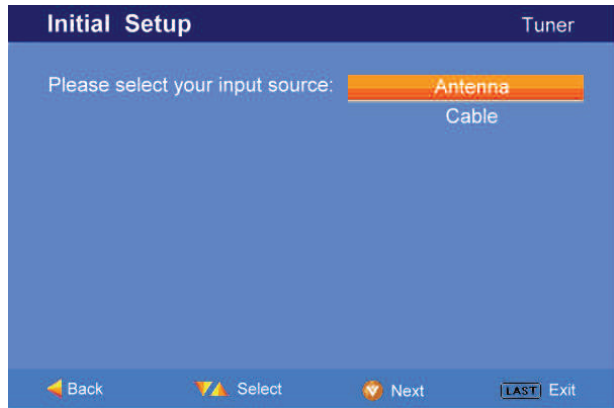 Initial Setup Tuner
Please select your input source: Antenna
Cable
Back Select Next LAST Exit